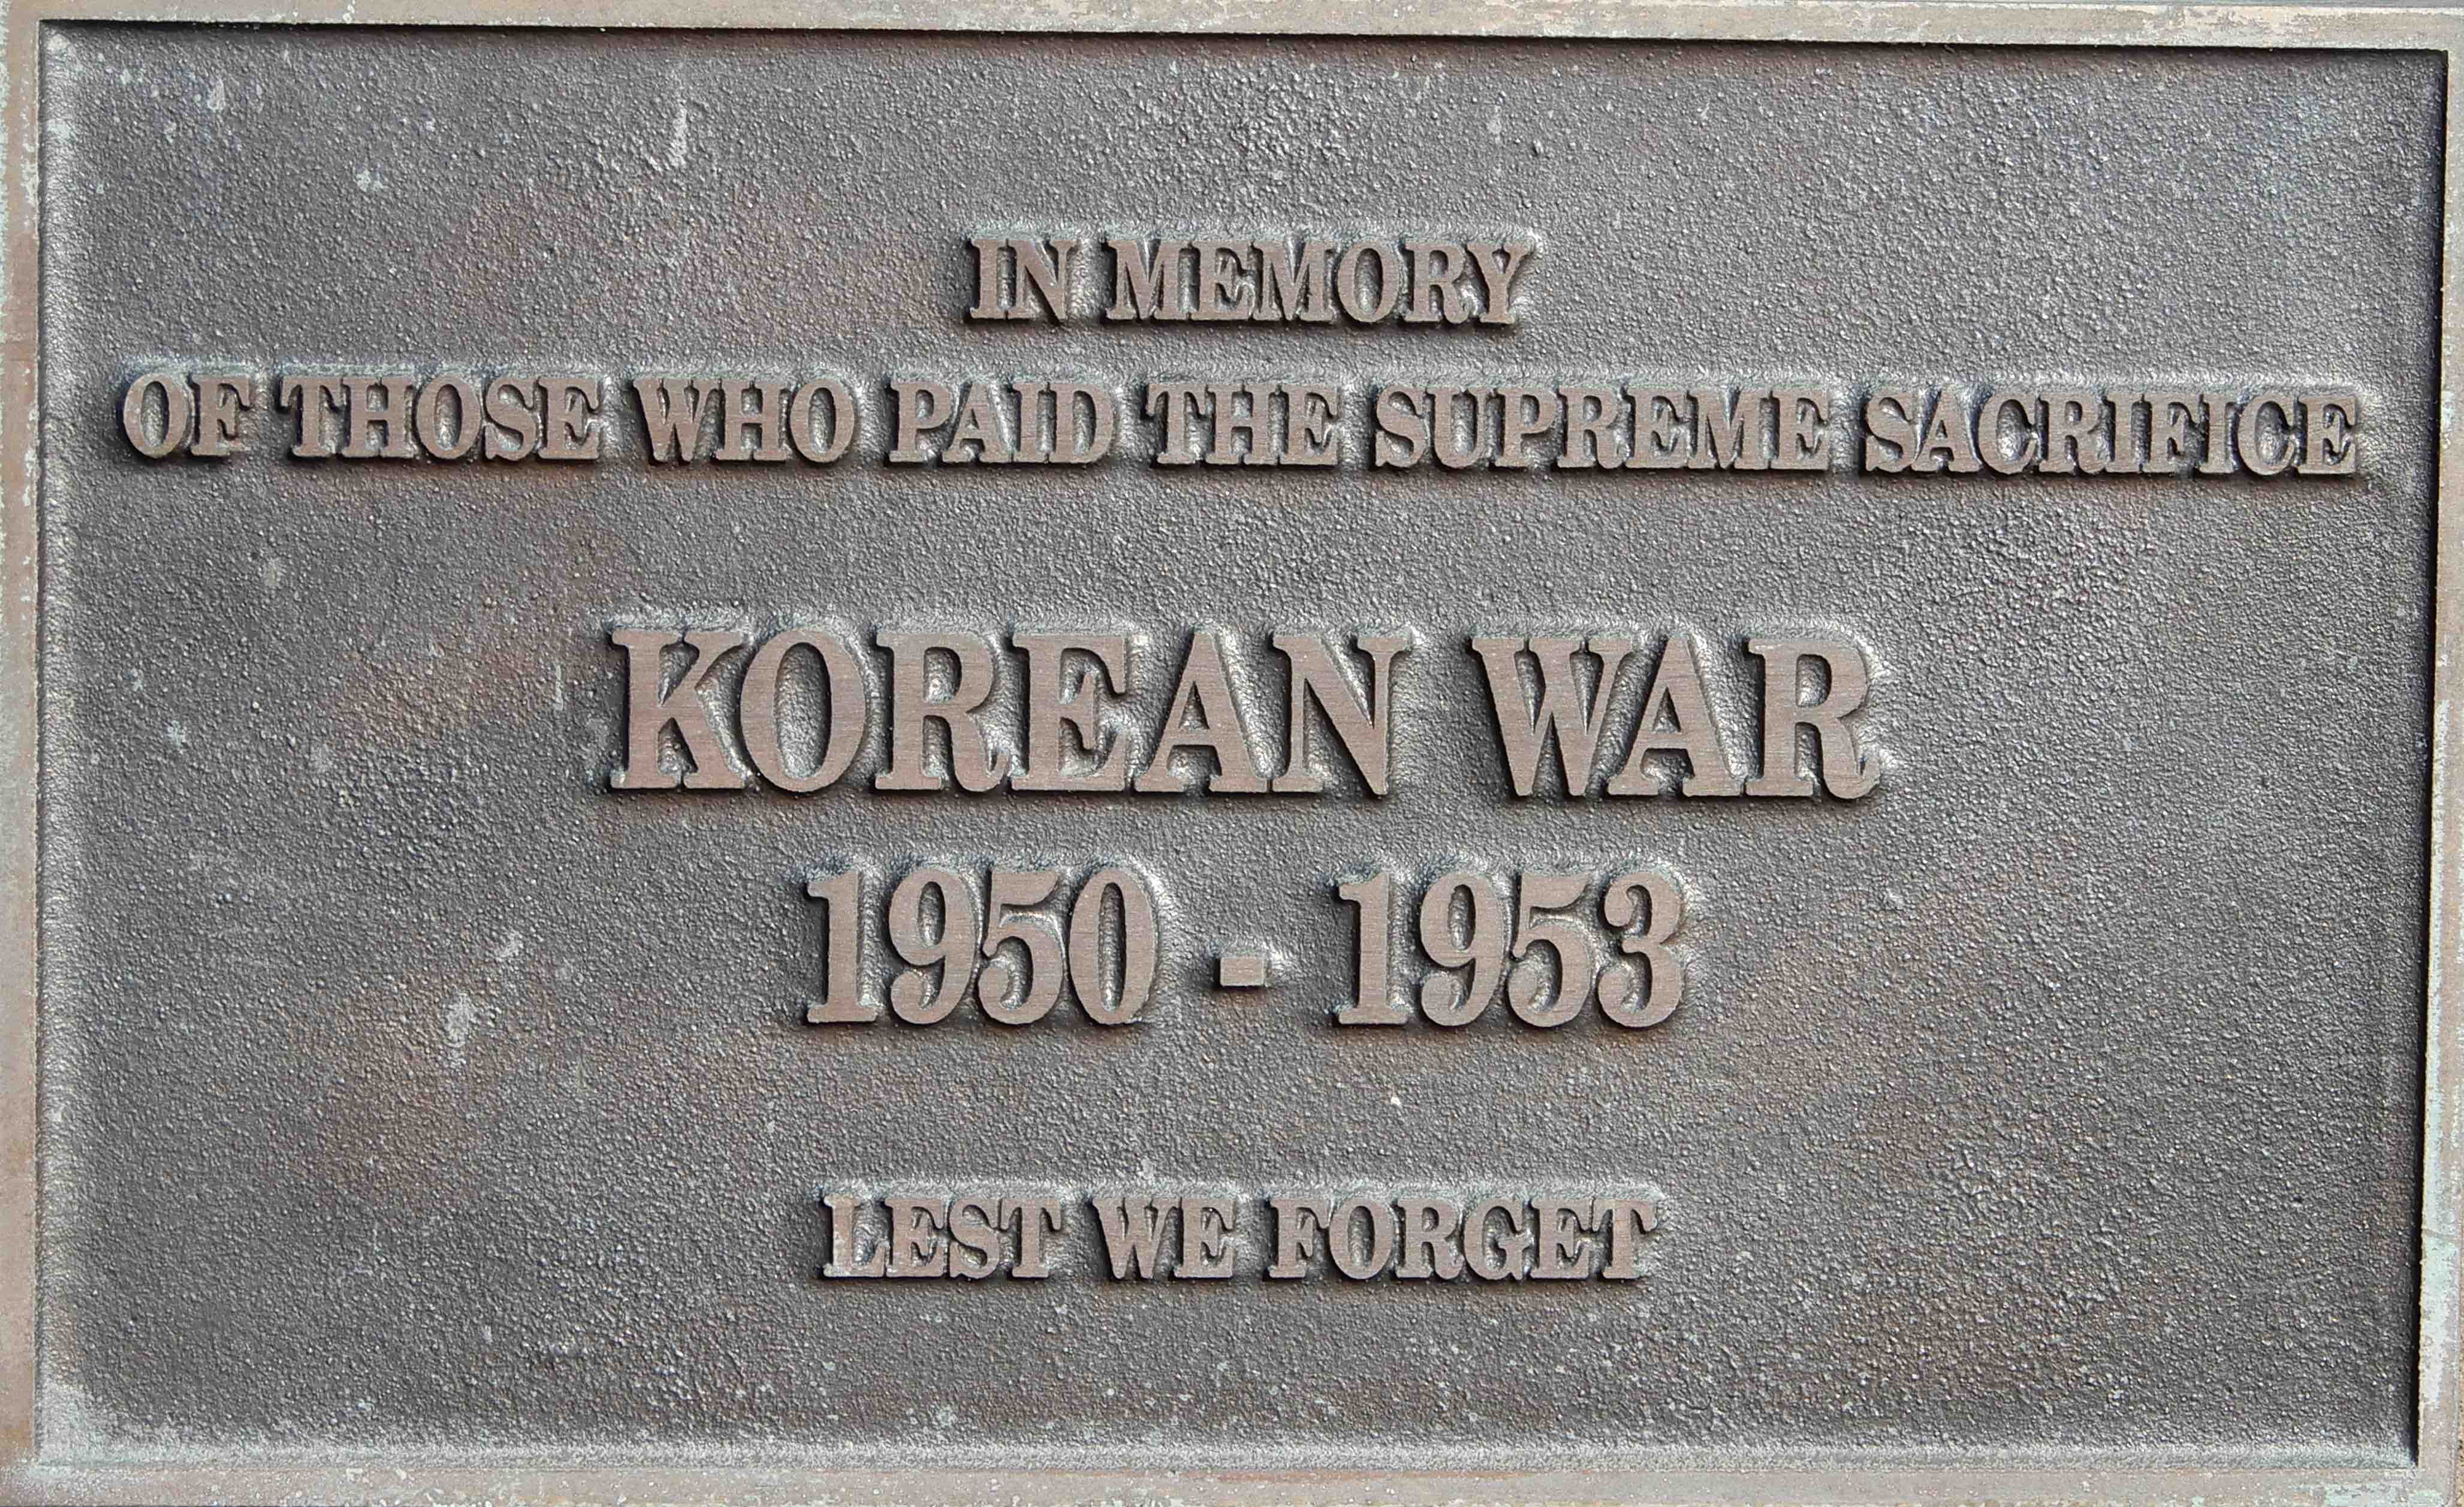 IN MEMORY
OF THOSE WHO PAID THE SUPREME SACRIFICE
KOREAN WAR
1950 - 1953
LEST WE FORGET